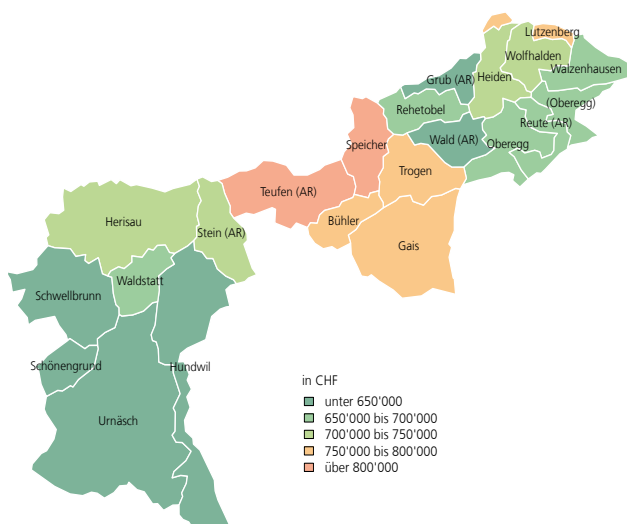 Lutzenberg
Wolfhalden
Walzenhausen
Grub (AR)
Heiden
(Oberegg)
Rehetobel
Reute (AR)
Speicher
Wald (AR)
Oberegg
Trogen
Teufen (AR)
Bühler
Herisau
Stein (AR)
Gais
Waldstatt
Schwellbrunn
Schönengrund
Hundwil
Urnäsch
in CHF
unter 650'000
650'000 bis 700'000
700'000 bis 750'000
750'000 bis 800'000
über 800'000